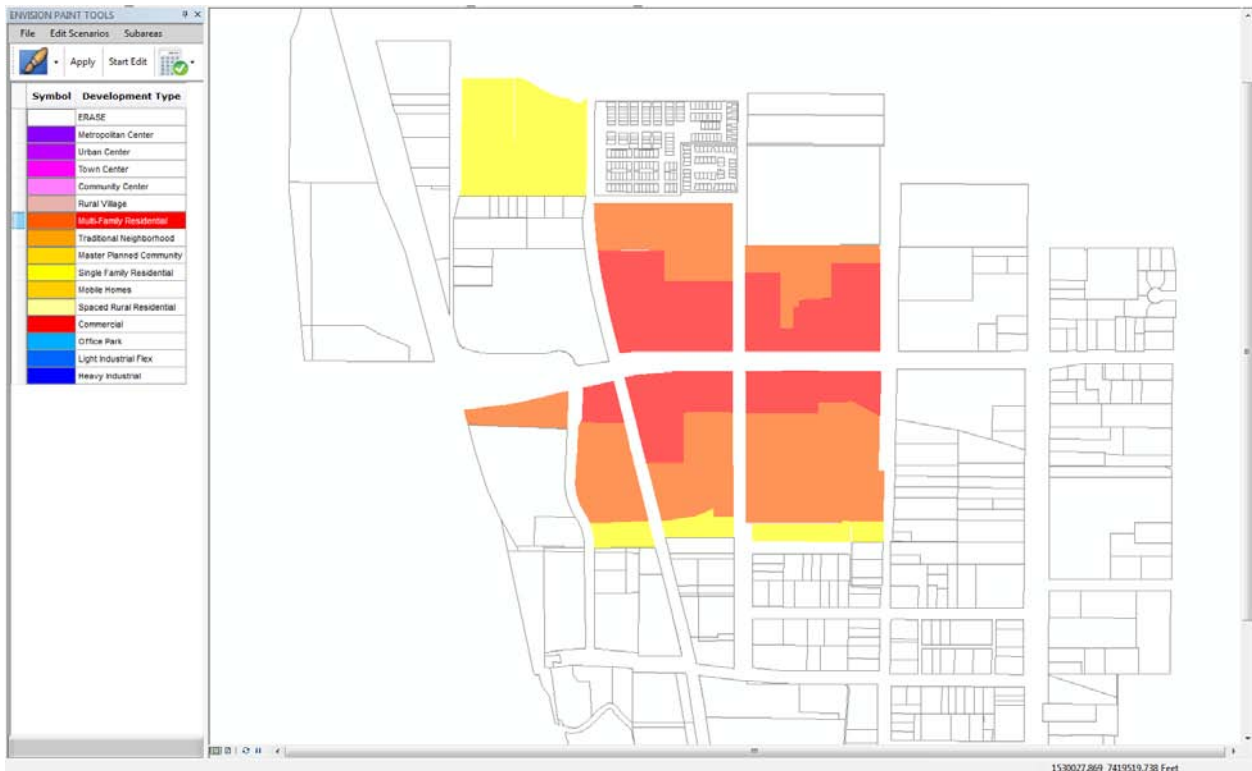 ENVISION PAINT TOOLS
File Edit Scenarios Subareas
Apply Start Edit
Symbol Development Type
ERASE
Metropolitan Center
Urban Center
Town Center
Community Center
Rural Village
Multi-Family Residential
Traditional Neighborhood
Master Planned Community
Single Family Residential
Mobile Homes
Spaced Rural Residential
Commercial
Office Park
Light Industrial Flex
Heavy Industrial
1530027.869 7419519.738 Feet